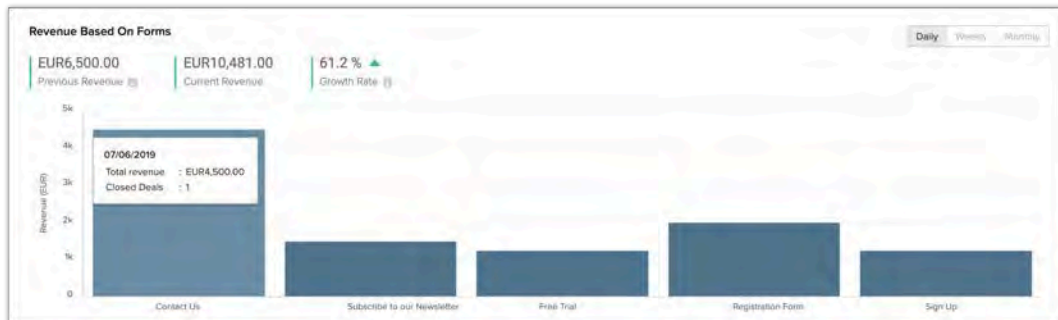 Revenue Based On Forms
Daily Weekly Monthly
EUR6,500.00 EUR10,481.00 61.2 %
Previous Revenue Current Revenue Growth Rate
5k
4k
3k
2k
1k
0
Revenue (EUR)
07/06/2019
Total revenue : EUR4,500.00
Closed Deals : 1
Contact Us Subscribe to our Newsletter Free Trial Registration Form Sign Up